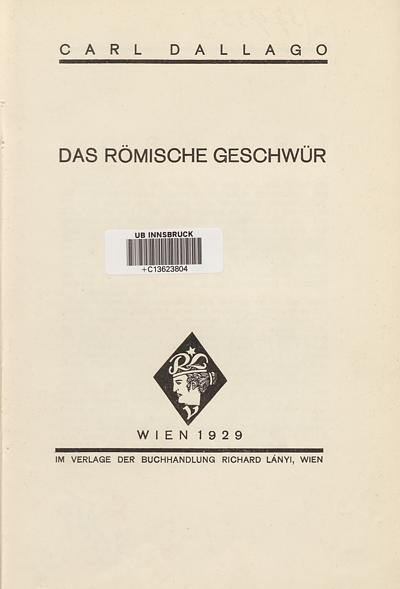 CARL DALLAGO
DAS RÖMISCHE GESCHWÜR
UB INNSBRUCK
+C13623804
RL
V
WIEN 1929
IM VERLAGE DER BUCHHANDLUNG RICHARD LÁNYI, WIEN